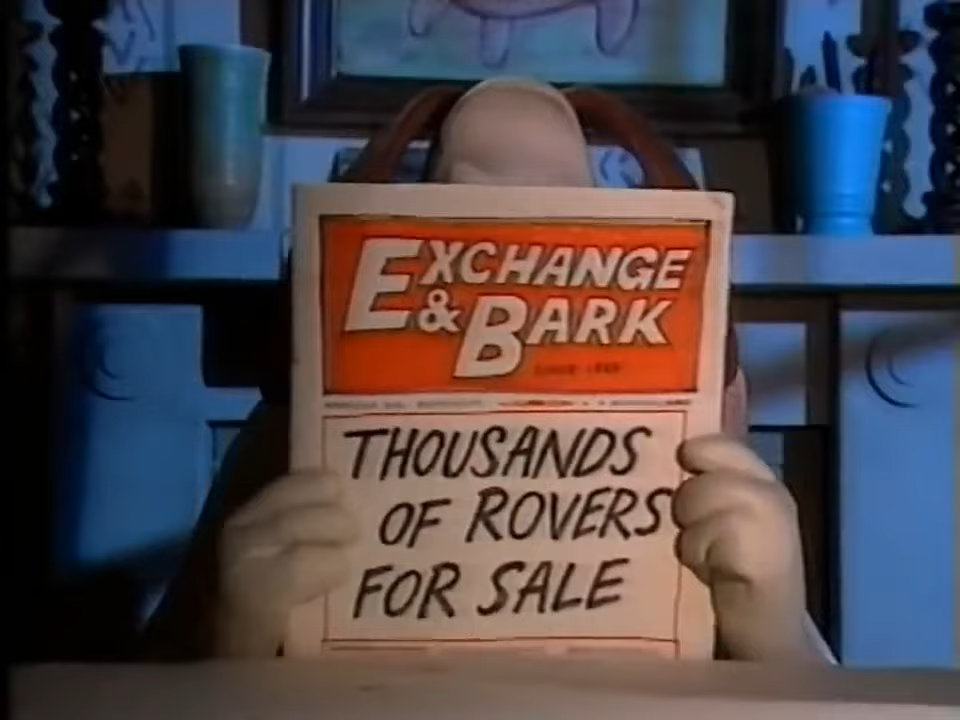 EXCHANGE
& BARK
THOUSANDS
OF ROVERS
FOR SALE